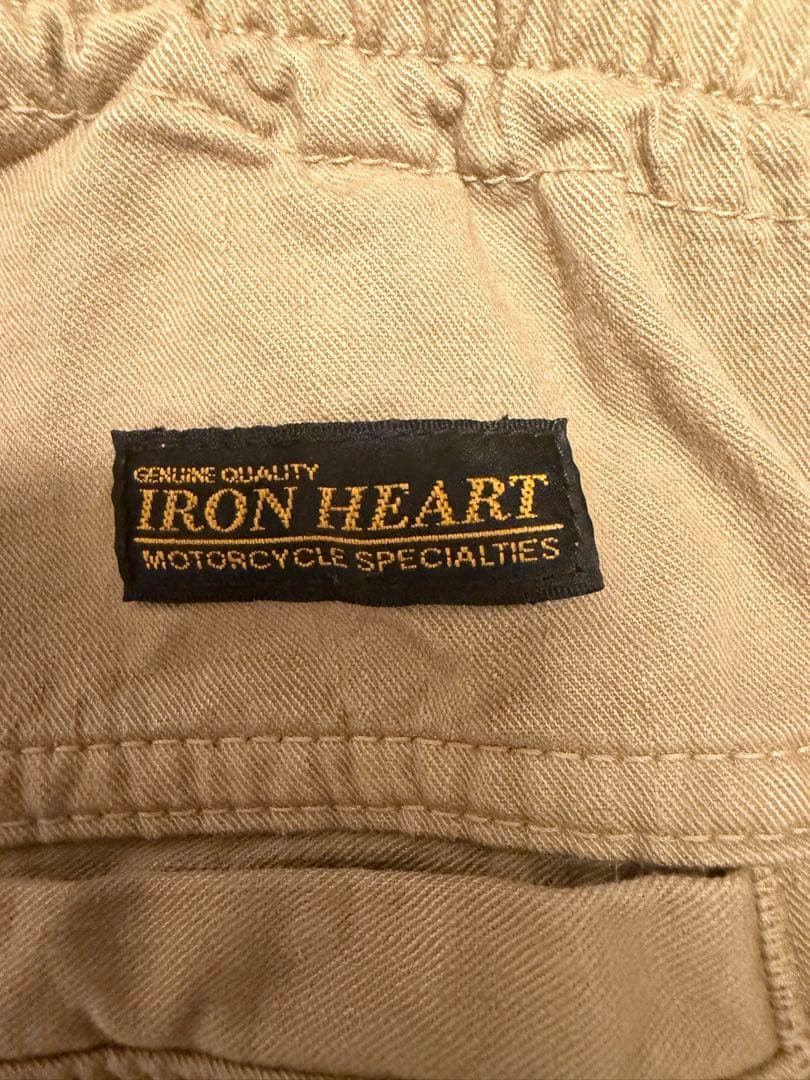 GENUINE QUALITY
IRON HEART
MOTORCYCLE SPECIALTIES